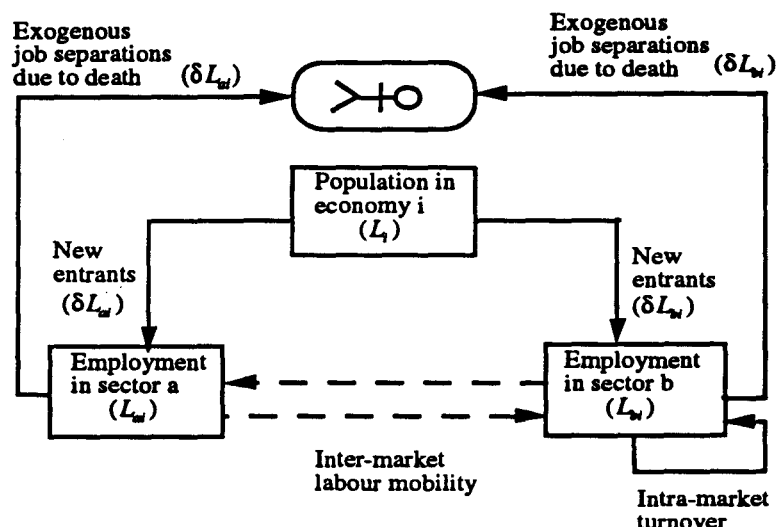 Exogenous
job separations
due to death
(δL_ai)
Exogenous
job separations
due to death
(δL_bi)
Population in
economy i
(L_i)
New
entrants
(δL_ai)
New
entrants
(δL_bi)
Employment
in sector a
(L_ai)
Employment
in sector b
(L_bi)
Inter-market
labour mobility
Intra-market
turnover